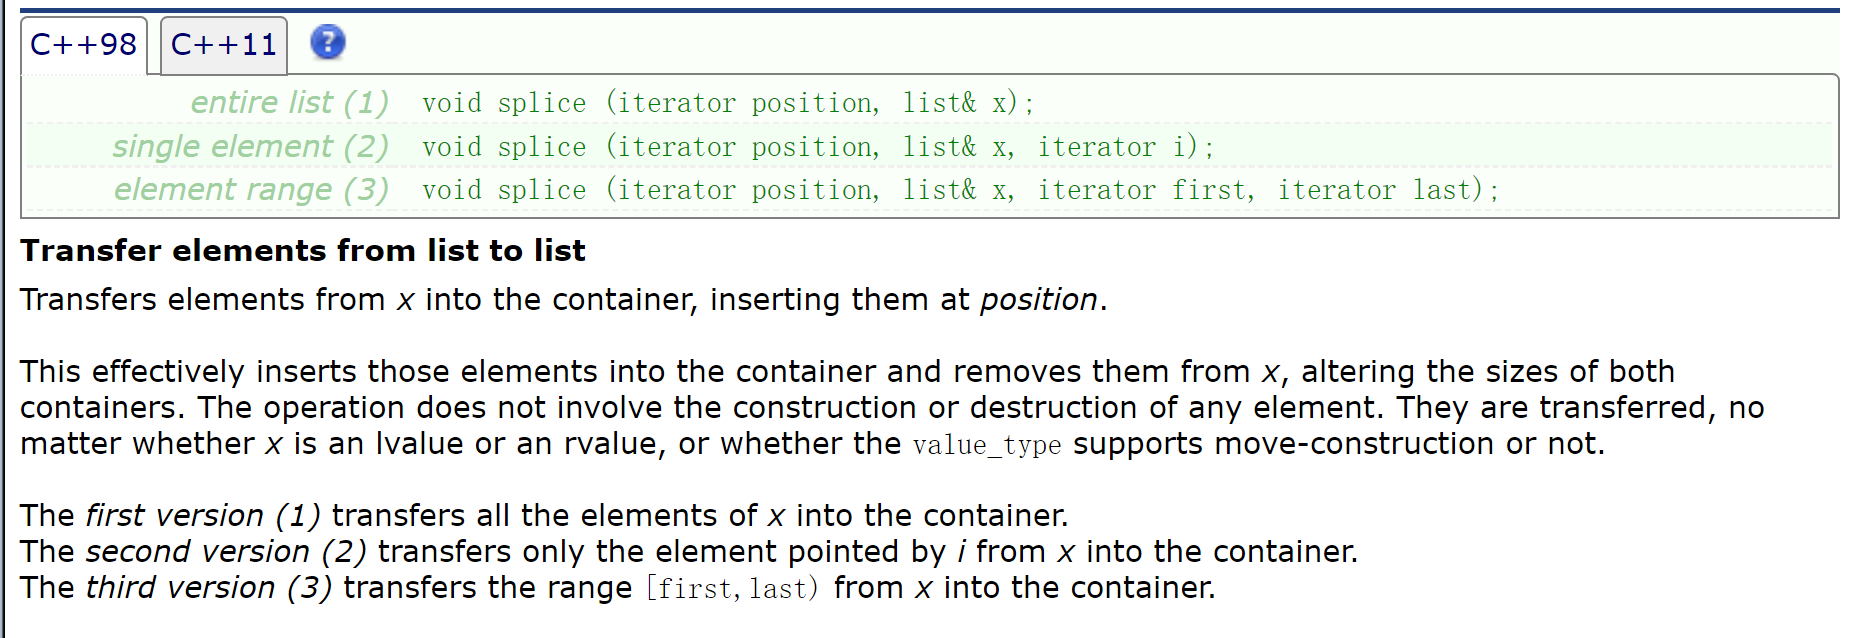 C++98 C++11 ?
entire list (1) void splice (iterator position, list& x);
single element (2) void splice (iterator position, list& x, iterator i);
element range (3) void splice (iterator position, list& x, iterator first, iterator last);
Transfer elements from list to list
Transfers elements from x into the container, inserting them at position.
This effectively inserts those elements into the container and removes them from x, altering the sizes of both
containers. The operation does not involve the construction or destruction of any element. They are transferred, no
matter whether x is an lvalue or an rvalue, or whether the value_type supports move-construction or not.
The first version (1) transfers all the elements of x into the container.
The second version (2) transfers only the element pointed by i from x into the container.
The third version (3) transfers the range [first,last) from x into the container.